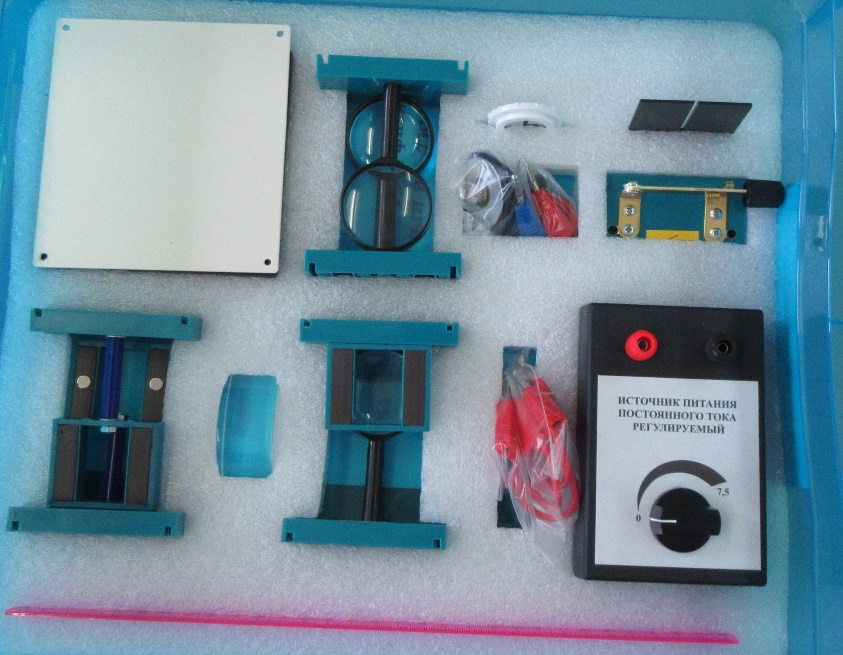 ИСТОЧНИК ПИТАНИЯ
ПОСТОЯННОГО ТОКА
РЕГУЛИРУЕМЫЙ
0
7,5